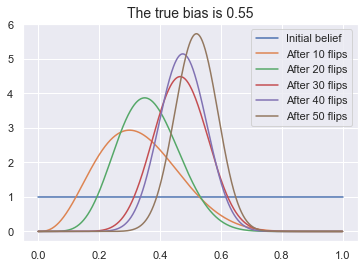 The true bias is 0.55
6
5
4
3
2
1
0
0.0 0.2 0.4 0.6 0.8 1.0
Initial belief
After 10 flips
After 20 flips
After 30 flips
After 40 flips
After 50 flips